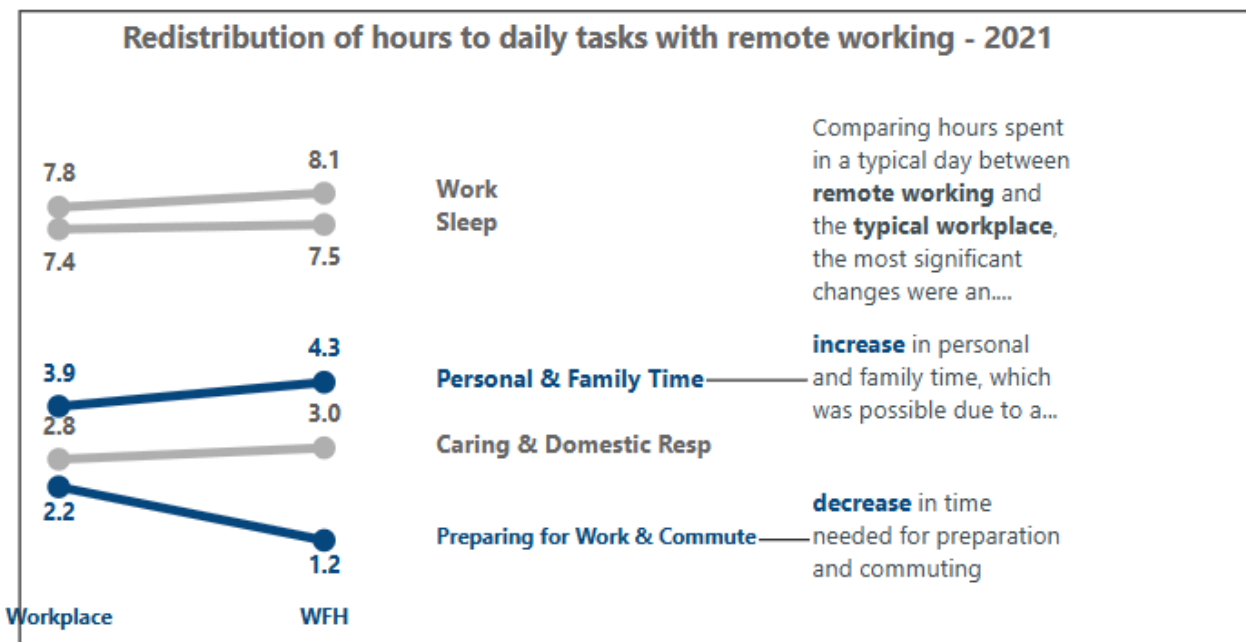 Redistribution of hours to daily tasks with remote working - 2021
Comparing hours spent
in a typical day between
remote working and
the typical workplace,
the most significant
changes were an....
7.8
8.1
Work
Sleep
7.4
7.5
increase in personal
and family time, which
was possible due to a...
3.9
4.3
Personal & Family Time
2.8
3.0
Caring & Domestic Resp
2.2
1.2
Preparing for Work & Commute
decrease in time
needed for preparation
and commuting
Workplace
WFH